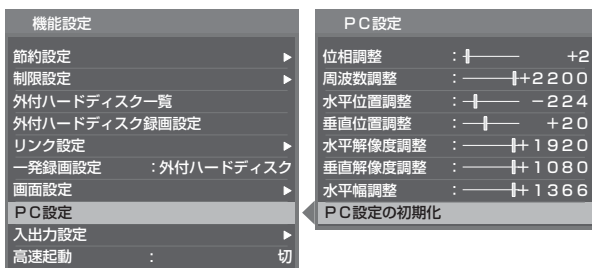 機能設定
節約設定 ▶
制限設定 ▶
外付ハードディスク一覧
外付ハードディスク録画設定
リンク設定 ▶
一発録画設定 :外付ハードディスク
画面設定 ▶
PC設定
入出力設定 ▶
高速起動 : 切
PC設定
位相調整 : +2
周波数調整 : +2200
水平位置調整 : −224
垂直位置調整 : +20
水平解像度調整 : +1920
垂直解像度調整 : +1080
水平幅調整 : +1366
PC設定の初期化